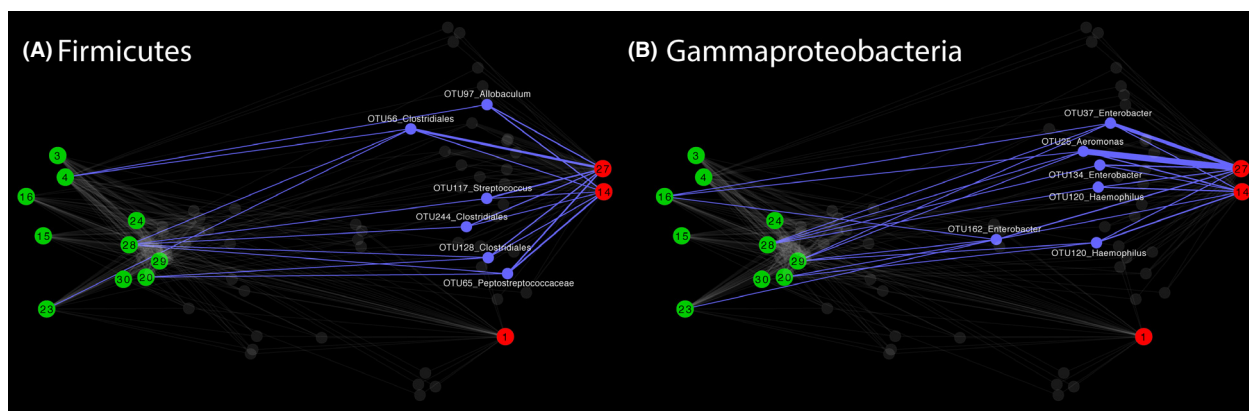 (A) Firmicutes
OTU97_Allobaculum
OTU56_Clostridiales
3
4
27
16
OTU117_Streptococcus
14
24
OTU244_Clostridiales
15
28
OTU128_Clostridiales
29
30
20
OTU65_Peptostreptococcaceae
23
1
(B) Gammaproteobacteria
OTU37_Enterobacter
OTU25_Aeromonas
3
4
27
OTU134_Enterobacter
16
14
OTU120_Haemophilus
24
OTU162_Enterobacter
15
28
OTU120_Haemophilus
29
30
20
23
1